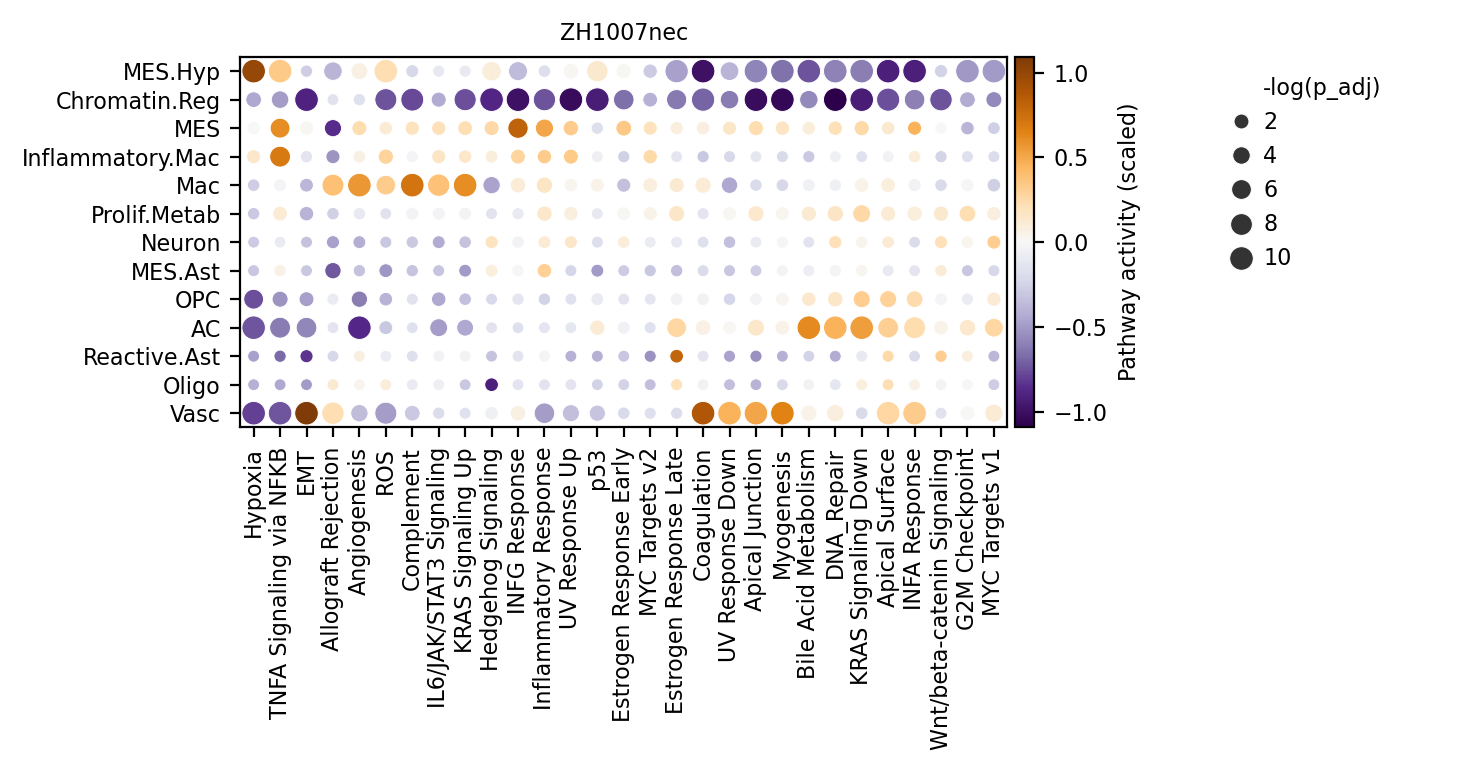 ZH1007nec
MES.Hyp
Chromatin.Reg
MES
Inflammatory.Mac
Mac
Prolif.Metab
Neuron
MES.Ast
OPC
AC
Reactive.Ast
Oligo
Vasc
Hypoxia
TNFA Signaling via NFKB
EMT
Allograft Rejection
Angiogenesis
ROS
Complement
IL6/JAK/STAT3 Signaling
KRAS Signaling Up
Hedgehog Signaling
INFG Response
Inflammatory Response
UV Response Up
p53
Estrogen Response Early
MYC Targets v2
Estrogen Response Late
Coagulation
UV Response Down
Apical Junction
Myogenesis
Bile Acid Metabolism
DNA_Repair
KRAS Signaling Down
Apical Surface
INFA Response
Wnt/beta-catenin Signaling
G2M Checkpoint
MYC Targets v1
1.0
0.5
0.0
−0.5
−1.0
Pathway activity (scaled)
-log(p_adj)
2
4
6
8
10